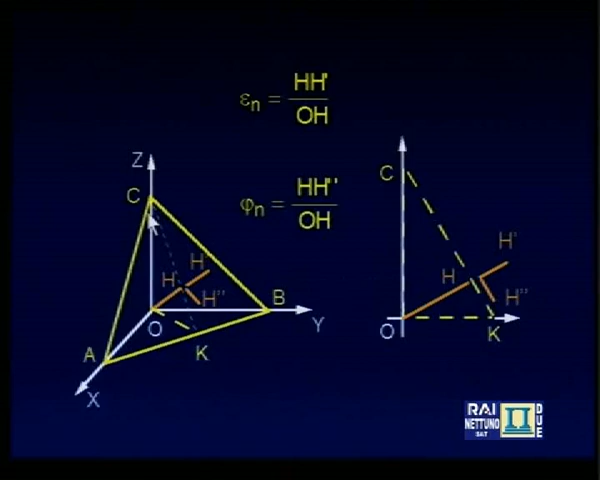 εn = HH' / OH
Z
C
φn = HH'' / OH
C
H'
H
H'
H
H''
H''
B
O
Y
O
K
A
K
X
RAI
NETTUNO
SAT
DUE